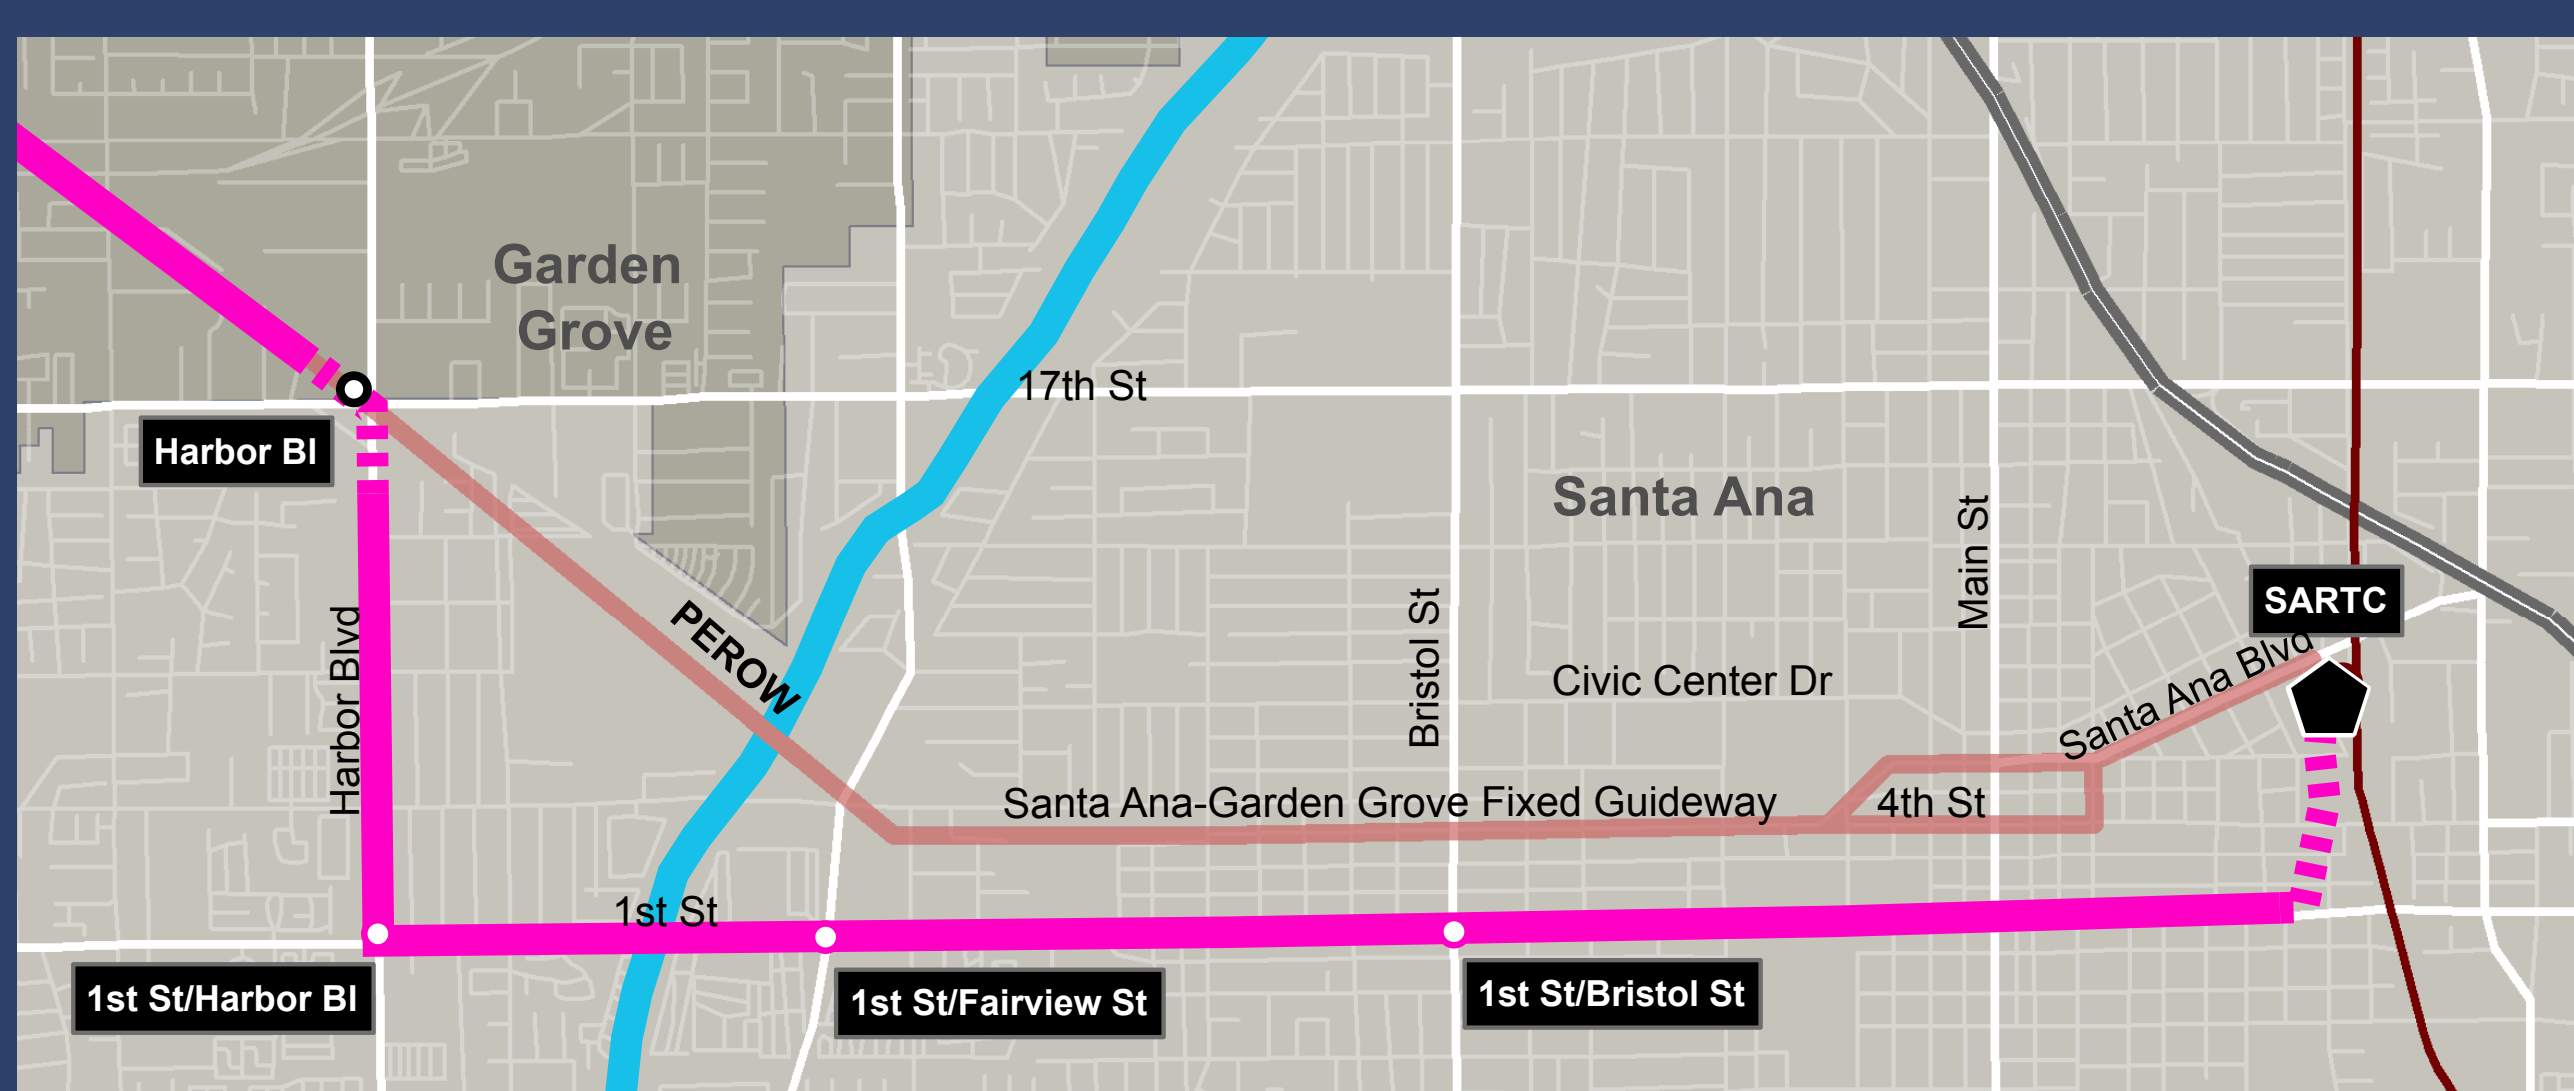 Garden
Grove
17th St
Harbor Bl
Santa Ana
Main St
SARTC
Harbor Blvd
PEROW
Bristol St
Civic Center Dr
Santa Ana Blvd
Santa Ana-Garden Grove Fixed Guideway
4th St
1st St
1st St/Harbor Bl
1st St/Fairview St
1st St/Bristol St